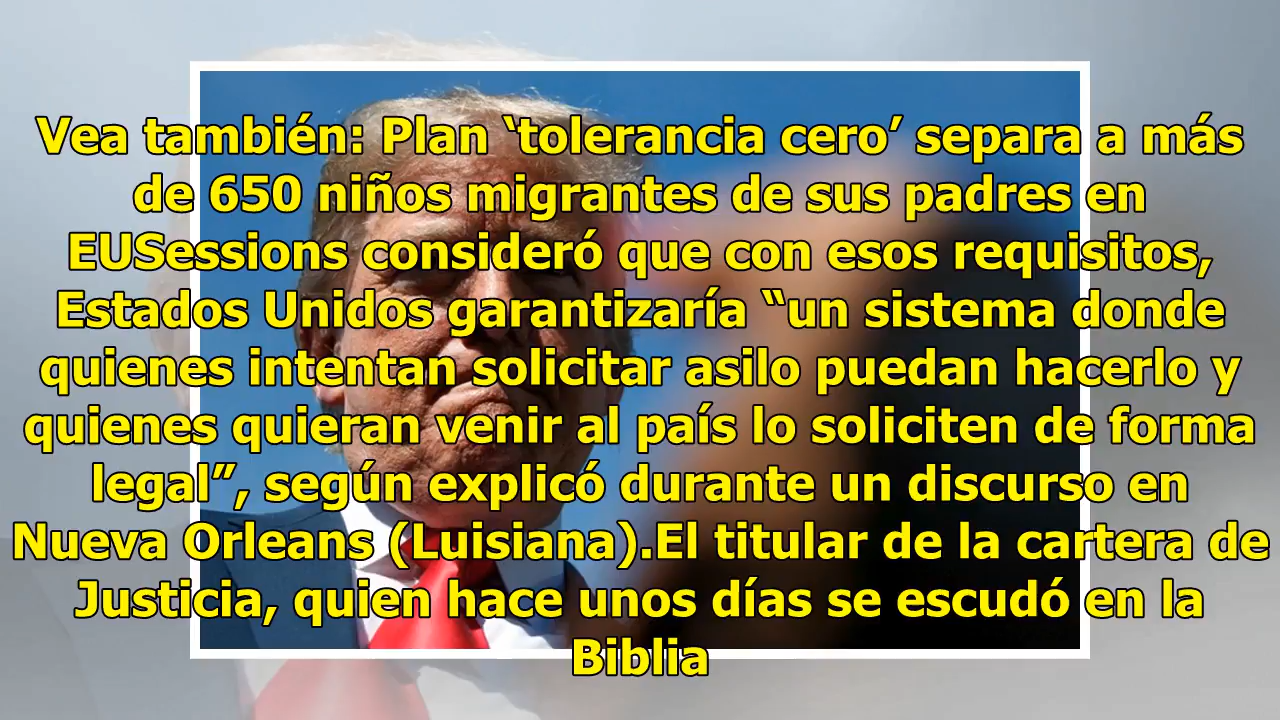 Vea también: Plan ‘tolerancia cero’ separa a más
de 650 niños migrantes de sus padres en
EUSessions consideró que con esos requisitos,
Estados Unidos garantizaría “un sistema donde
quienes intentan solicitar asilo puedan hacerlo y
quienes quieran venir al país lo soliciten de forma
legal”, según explicó durante un discurso en
Nueva Orleans (Luisiana).El titular de la cartera de
Justicia, quien hace unos días se escudó en la
Biblia